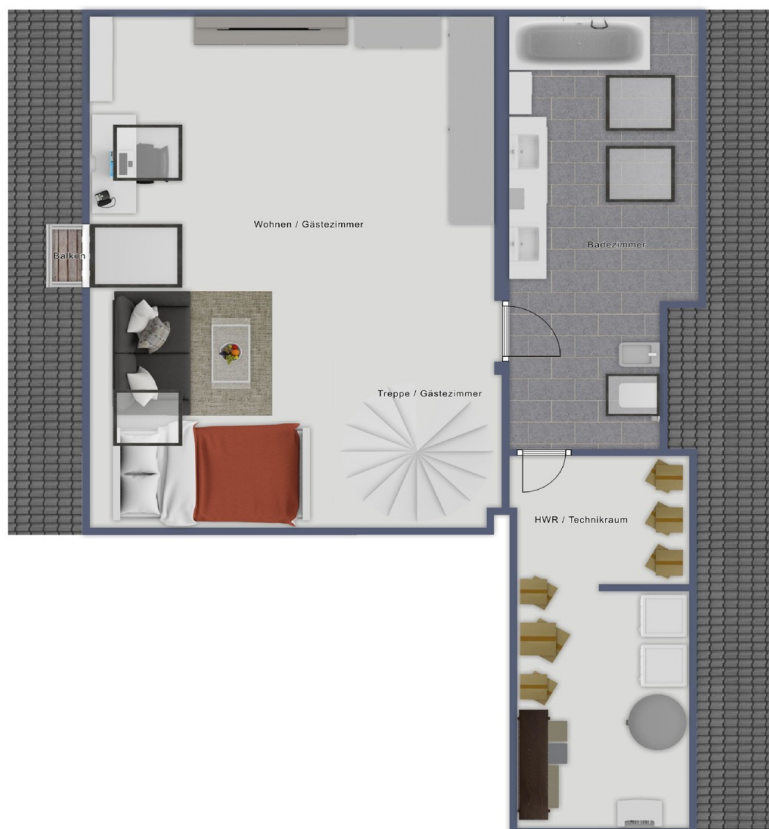 Wohnen / Gästezimmer
Badezimmer
Balkon
Treppe / Gästezimmer
HWR / Technikraum